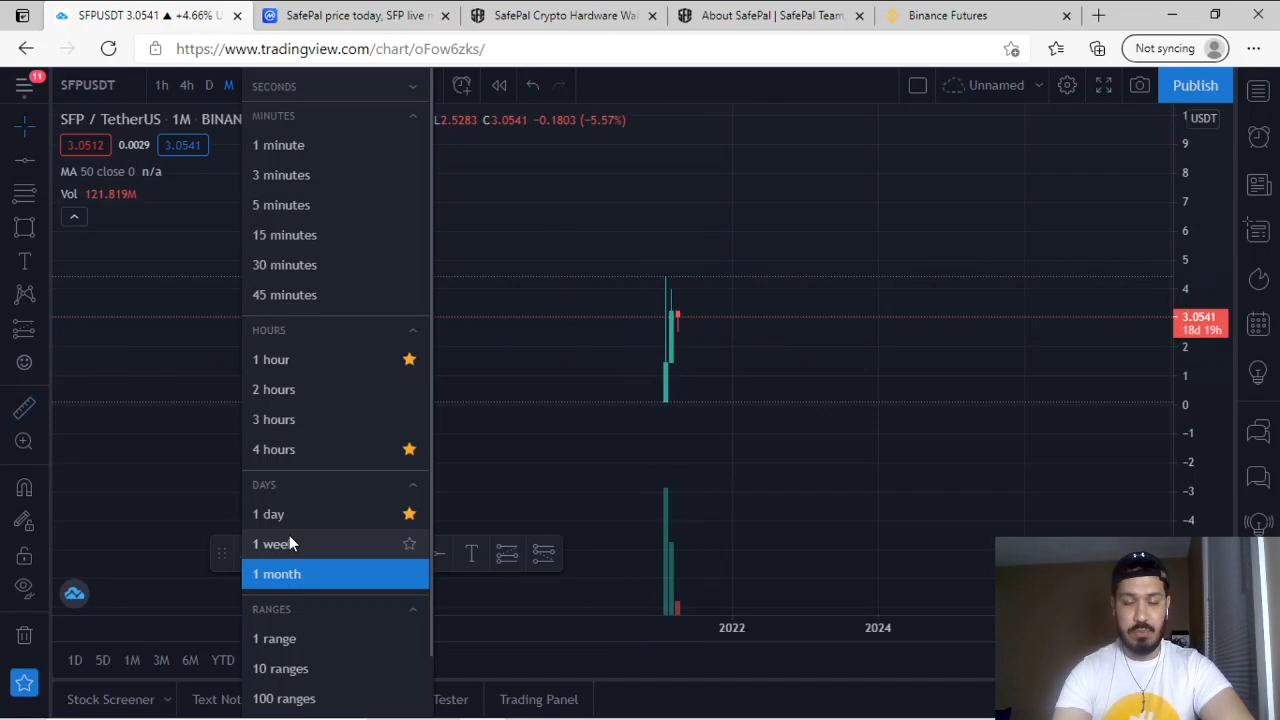 SFPUSDT 3.0541 ▲ +4.66% U
SafePal price today, SFP live m
SafePal Crypto Hardware Wal
About SafePal | SafePal Team,
Binance Futures
https://www.tradingview.com/chart/oFow6zks/
Not syncing
11
SFPUSDT
1h 4h D M
Unnamed
Publish
SFP / TetherUS · 1M · BINAN
L2.5283 C3.0541 −0.1803 (−5.57%)
3.0512 0.0029 3.0541
MA 50 close 0 n/a
Vol 121.819M
SECONDS
MINUTES
1 minute
3 minutes
5 minutes
15 minutes
30 minutes
45 minutes
HOURS
1 hour
2 hours
3 hours
4 hours
DAYS
1 day
1 week
1 month
RANGES
1 range
10 ranges
100 ranges
USDT
9
8
7
6
5
4
3.0541
18d 19h
2
1
0
−1
−2
−3
−4
2022 2024
1D 5D 1M 3M 6M YTD
Stock Screener Text Not Tester Trading Panel